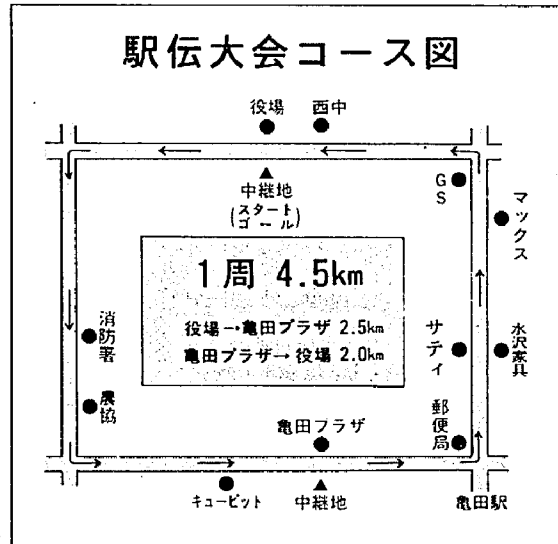 駅伝大会コース図
役場
西中
中継地
(スタート
ゴール)
GS
マックス
1周 4.5km
役場→亀田プラザ 2.5km
亀田プラザ→役場 2.0km
消防署
サティ
水沢家具
農協
亀田プラザ
郵便局
キューピット
中継地
亀田駅